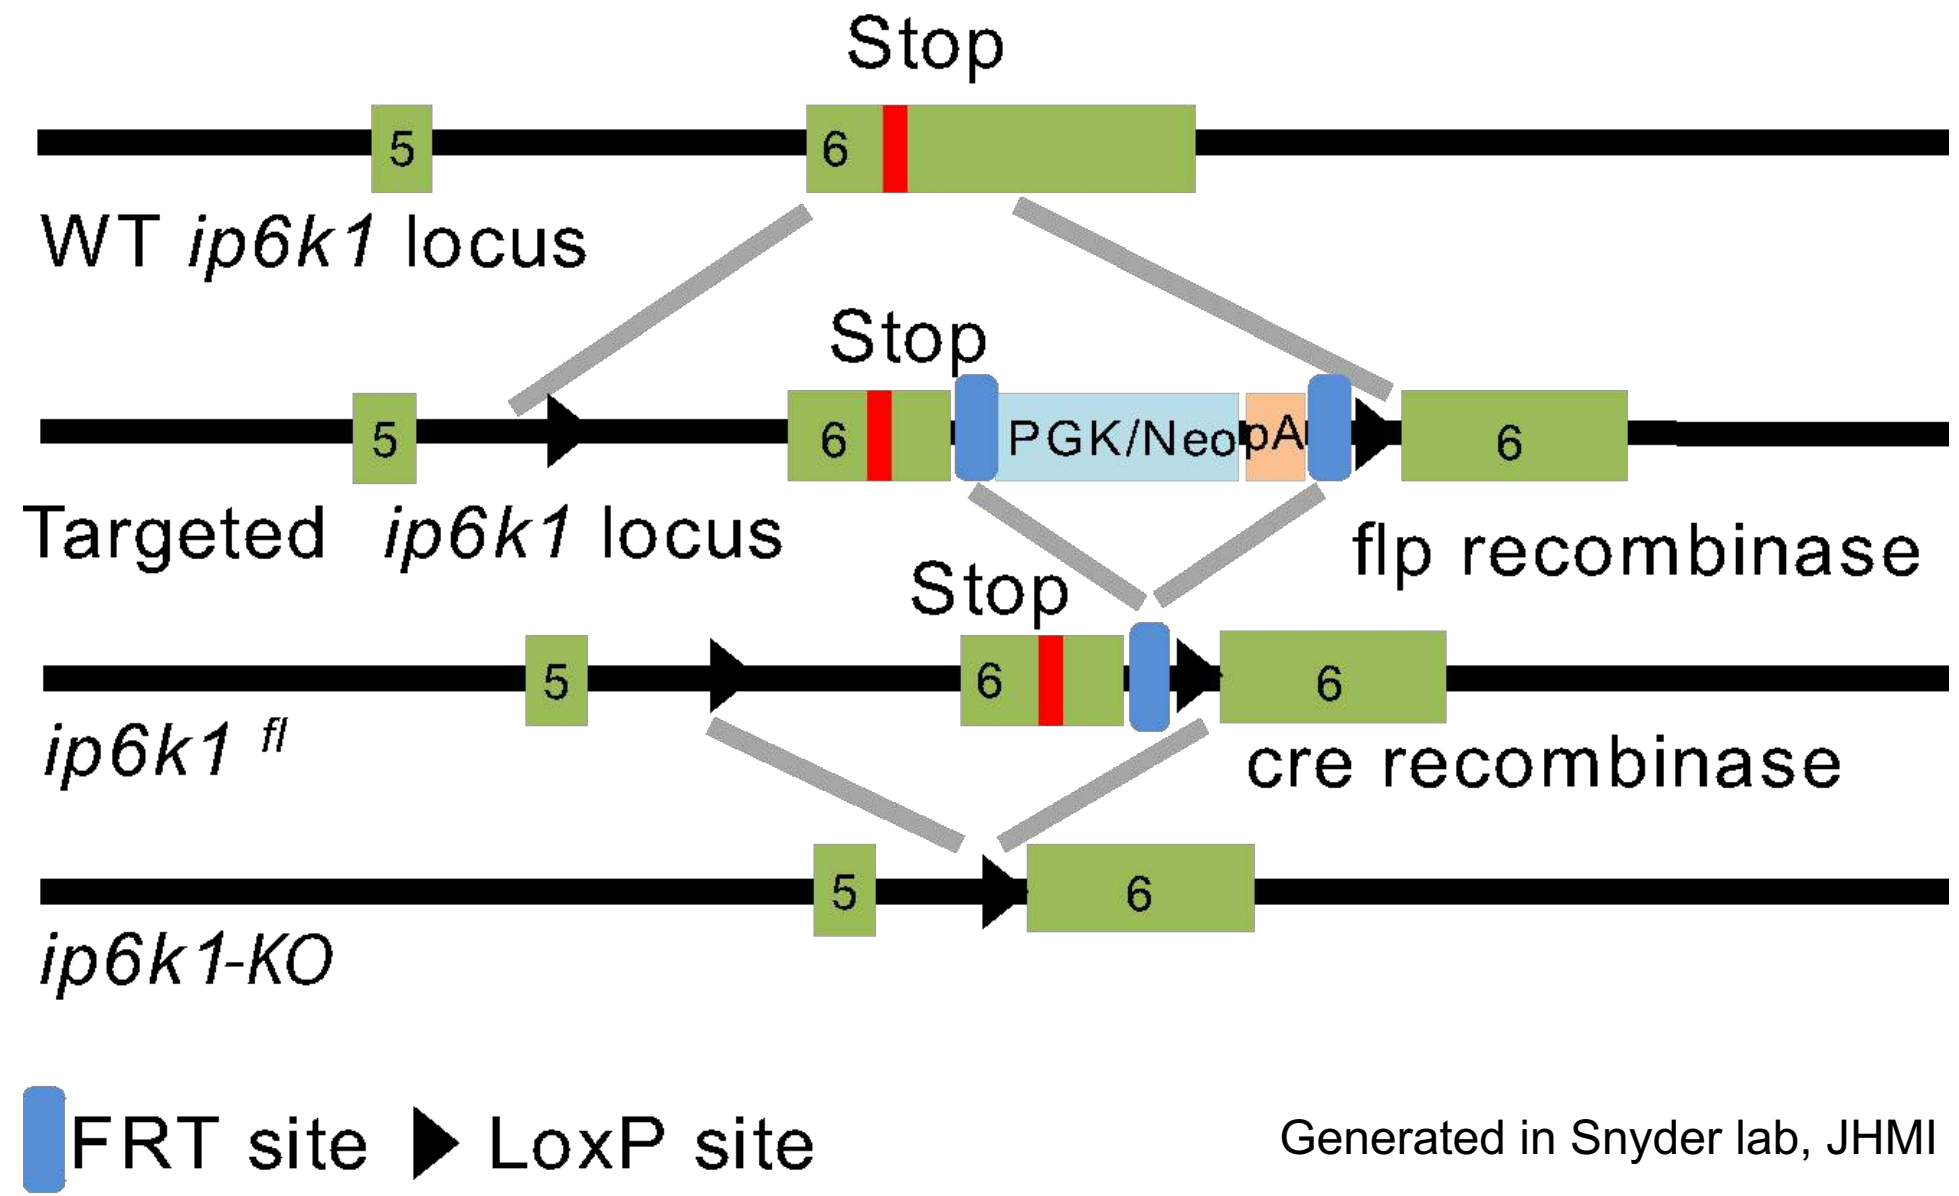 Stop
5 6
WT ip6k1 locus
Stop
5 6 PGK/Neo pA 6
Targeted ip6k1 locus
flp recombinase
Stop
5 6 6
ip6k1 fl
cre recombinase
5 6
ip6k1-KO
FRT site LoxP site
Generated in Snyder lab, JHMI